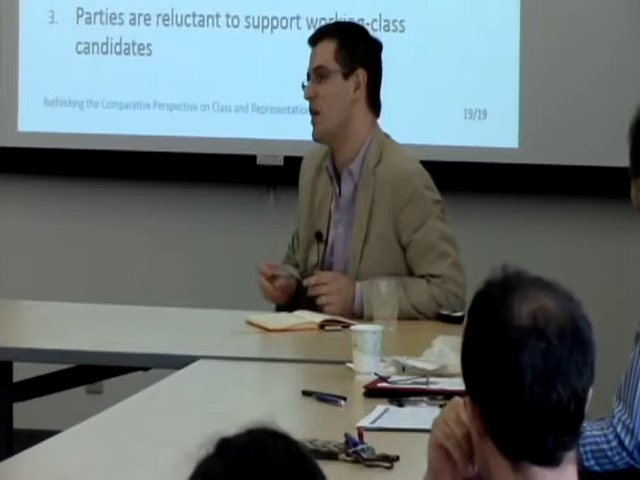 3. Parties are reluctant to support working-class
candidates
Rethinking the Comparative Perspective on Class and Representation
19/19